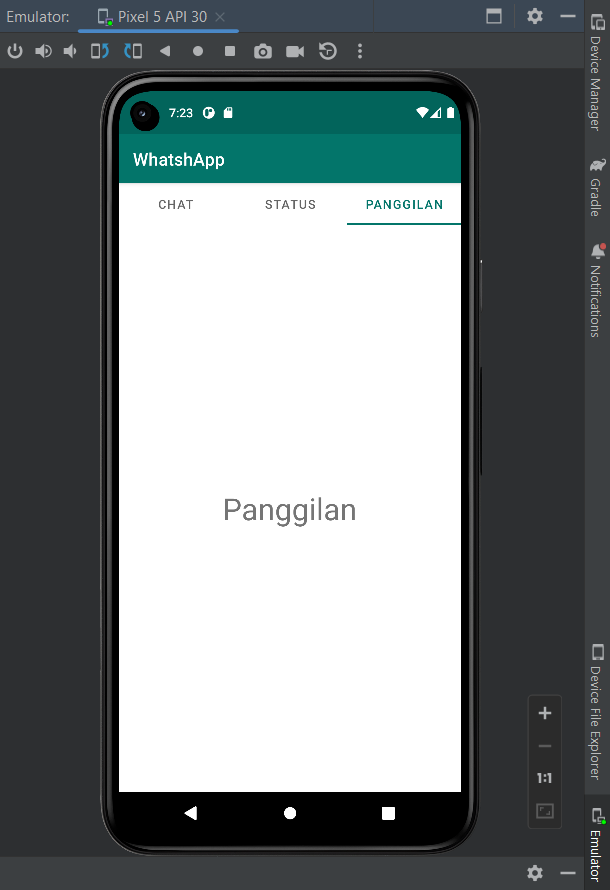 Emulator: Pixel 5 API 30
7:23
WhatshApp
CHAT STATUS PANGGILAN
Panggilan
1:1
Device Manager
Gradle
Notifications
Device File Explorer
Emulator